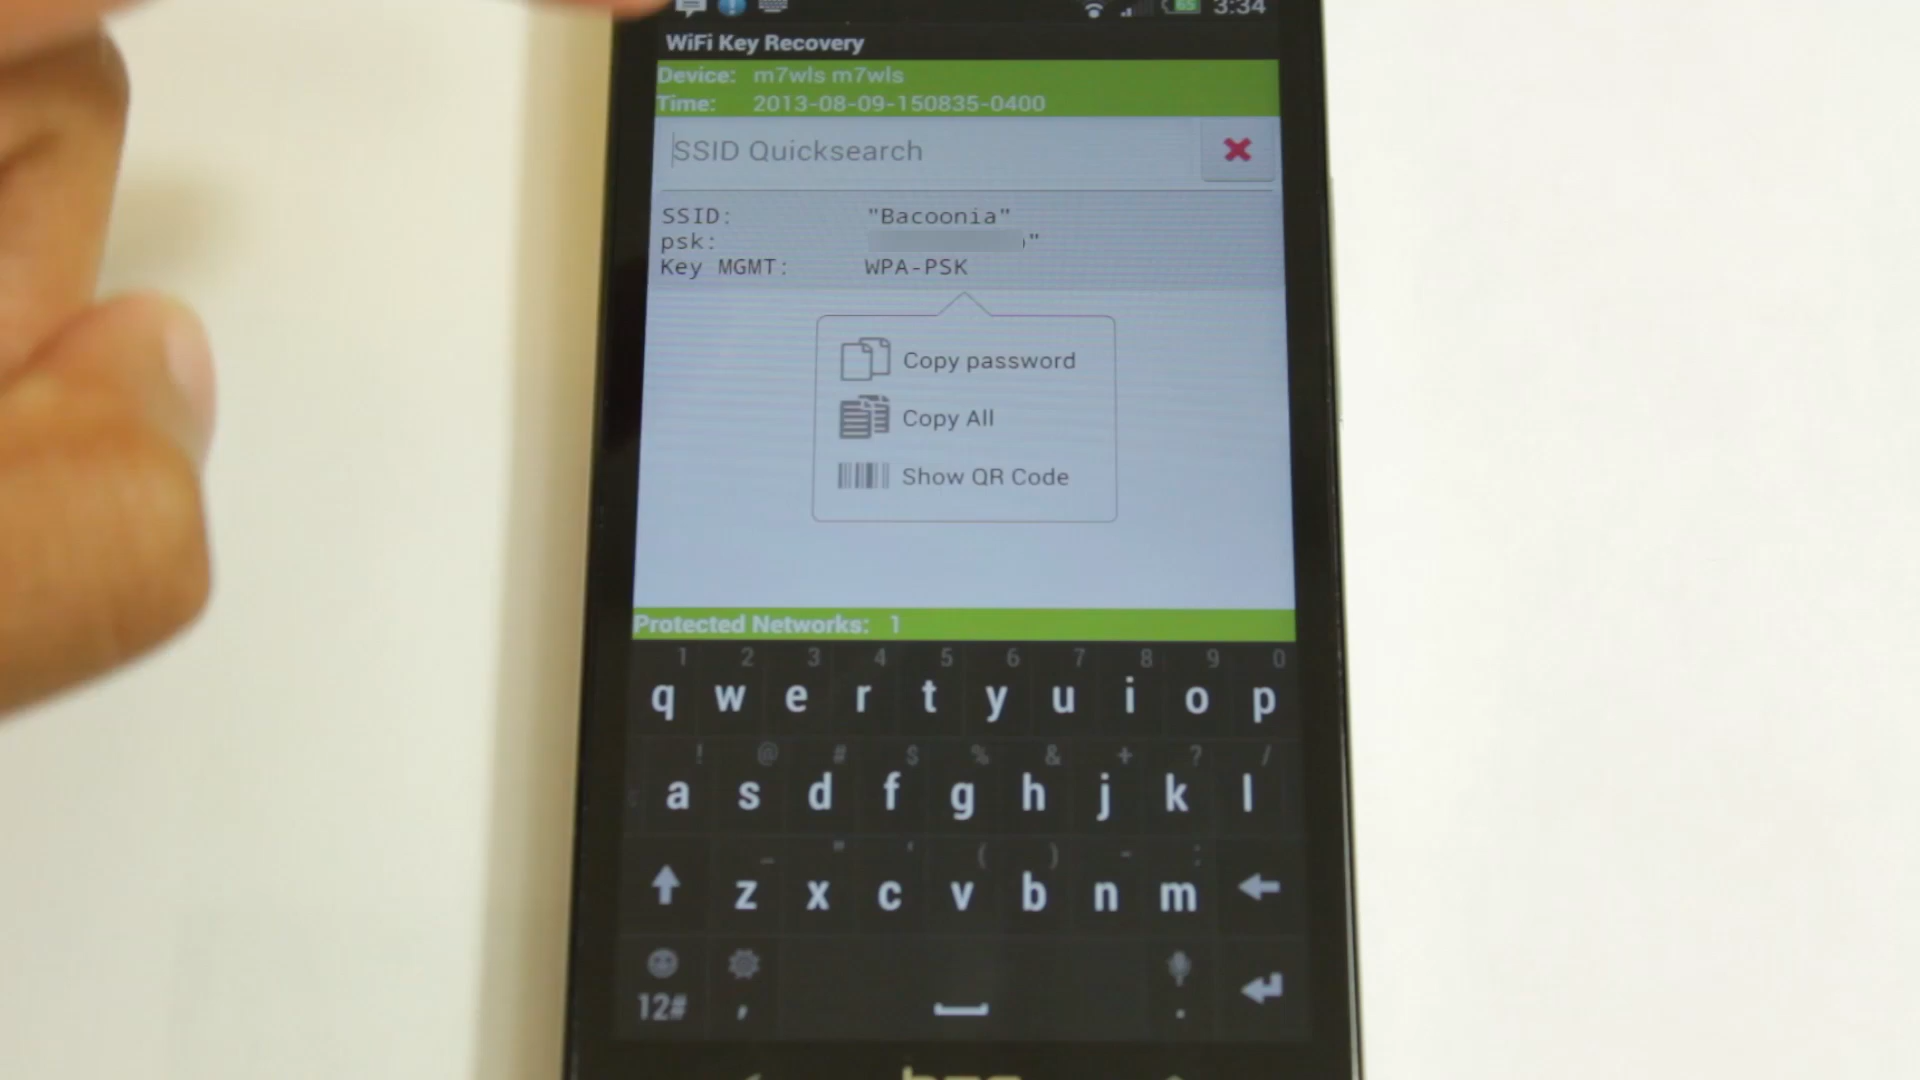 65 3:34
WiFi Key Recovery
Device: m7wls m7wls
Time: 2013-08-09-150835-0400
SSID Quicksearch
SSID: "Bacoonia"
psk: "
Key MGMT: WPA-PSK
Copy password
Copy All
Show QR Code
Protected Networks: 1
1 2 3 4 5 6 7 8 9 0
q w e r t y u i o p
! @ # $ % & + ? /
a s d f g h j k l
_ " ' ( ) - :
z x c v b n m
12# , .